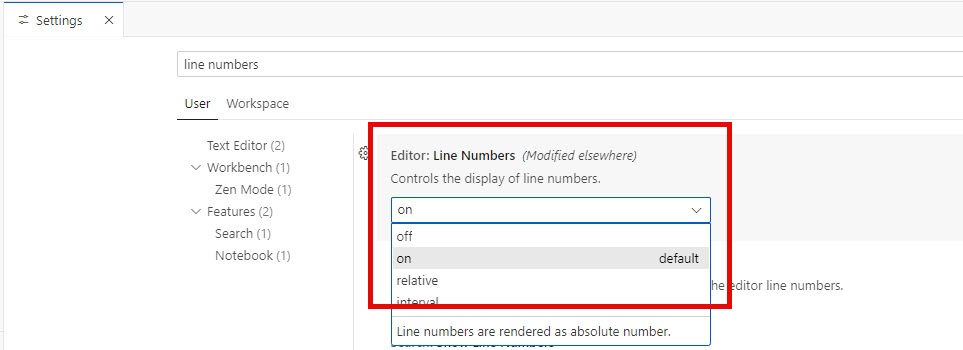 Settings
line numbers
User Workspace
Text Editor (2)
Workbench (1)
Zen Mode (1)
Features (2)
Search (1)
Notebook (1)
Editor: Line Numbers (Modified elsewhere)
Controls the display of line numbers.
on
off
on default
relative
interval
he editor line numbers.
Line numbers are rendered as absolute number.